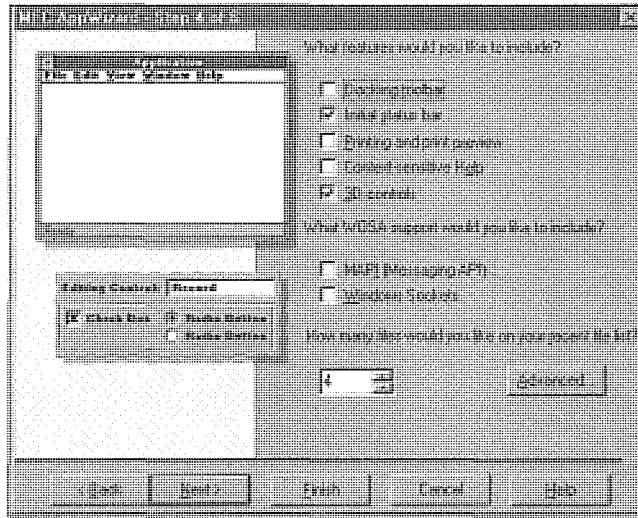 MFC AppWizard - Step 4 of 6
What features would you like to include?
Application
File Edit View Window Help
Docking toolbar
Initial status bar
Printing and print preview
Context-sensitive Help
3D controls
Ready
What WOSA support would you like to include?
MAPI (Messaging API)
Windows Sockets
Editing Control: Record
Check Box
Radio Button
Radio Button
How many files would you like on your recent file list?
4
Advanced...
< Back
Next >
Finish
Cancel
Help